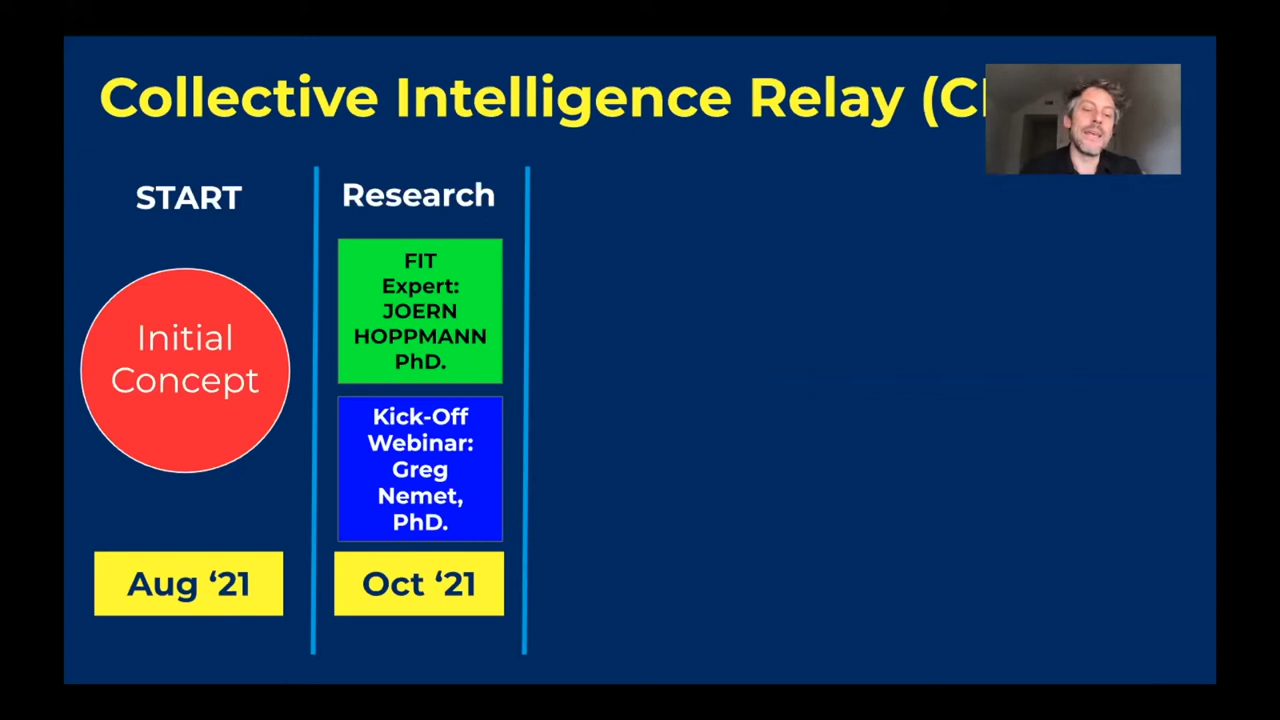 Collective Intelligence Relay (C
START
Research
Initial
Concept
FIT
Expert:
JOERN
HOPPMANN
PhD.
Kick-Off
Webinar:
Greg
Nemet,
PhD.
Aug ‘21
Oct ‘21